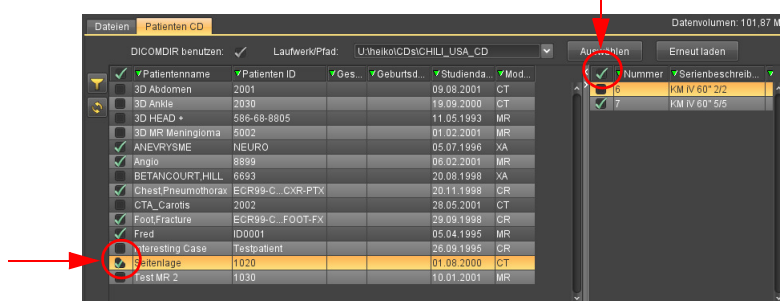 Dateien Patienten CD Datenvolumen: 101,87 M
DICOMDIR benutzen: Laufwerk/Pfad: U:\heiko\CDs\CHILI_USA_CD Auswählen Erneut laden
Patientenname Patienten ID Ges... Geburtsd... Studienda... Mod... Nummer Serienbeschreib...
3D Abdomen 2001 09.08.2001 CT 6 KM IV 60" 2/2
3D Ankle 2030 19.09.2000 CT 7 KM IV 60" 5/5
3D HEAD + 586-68-8805 11.05.1993 MR
3D MR Meningioma 5002 01.02.2001 MR
ANEVRYSME NEURO 05.07.1996 XA
Angio 8899 06.02.2001 MR
BETANCOURT,HILL 6693 20.08.1998 XA
Chest,Pneumothorax ECR99-C...CXR-PTX 20.11.1998 CR
CTA_Carotis 2002 28.05.2001 CT
Foot,Fracture ECR99-C...FOOT-FX 29.09.1998 CR
Fred ID0001 05.04.1995 MR
Interesting Case Testpatient 26.09.1995 CR
Seitenlage 1020 01.08.2000 CT
Test MR 2 1030 10.01.2001 MR